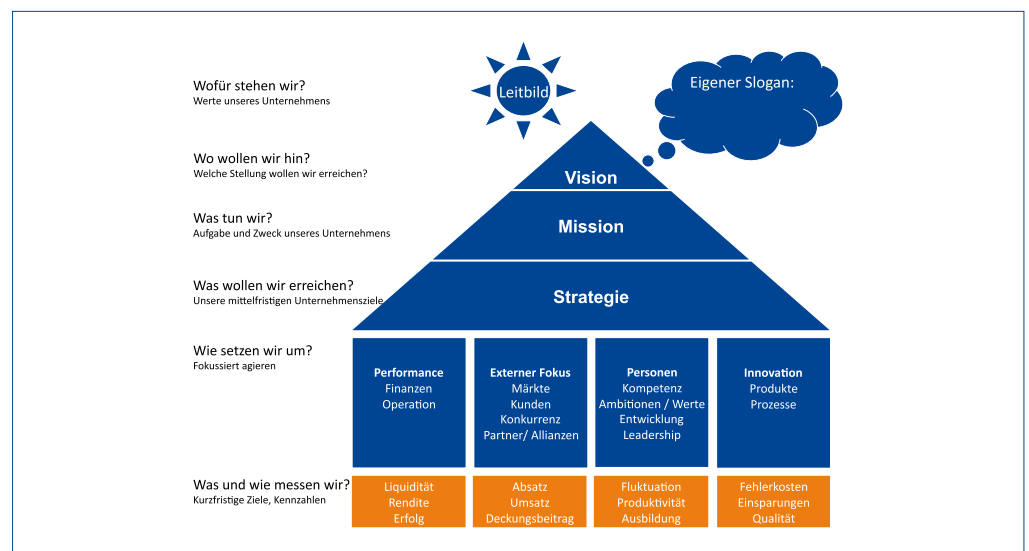 Wofür stehen wir?
Werte unseres Unternehmens
Leitbild
Eigener Slogan:
Wo wollen wir hin?
Welche Stellung wollen wir erreichen?
Vision
Was tun wir?
Aufgabe und Zweck unseres Unternehmens
Mission
Was wollen wir erreichen?
Unsere mittelfristigen Unternehmensziele
Strategie
Wie setzen wir um?
Fokussiert agieren
Performance
Finanzen
Operation
Externer Fokus
Märkte
Kunden
Konkurrenz
Partner/ Allianzen
Personen
Kompetenz
Ambitionen / Werte
Entwicklung
Leadership
Innovation
Produkte
Prozesse
Was und wie messen wir?
Kurzfristige Ziele, Kennzahlen
Liquidität
Rendite
Erfolg
Absatz
Umsatz
Deckungsbeitrag
Fluktuation
Produktivität
Ausbildung
Fehlerkosten
Einsparungen
Qualität